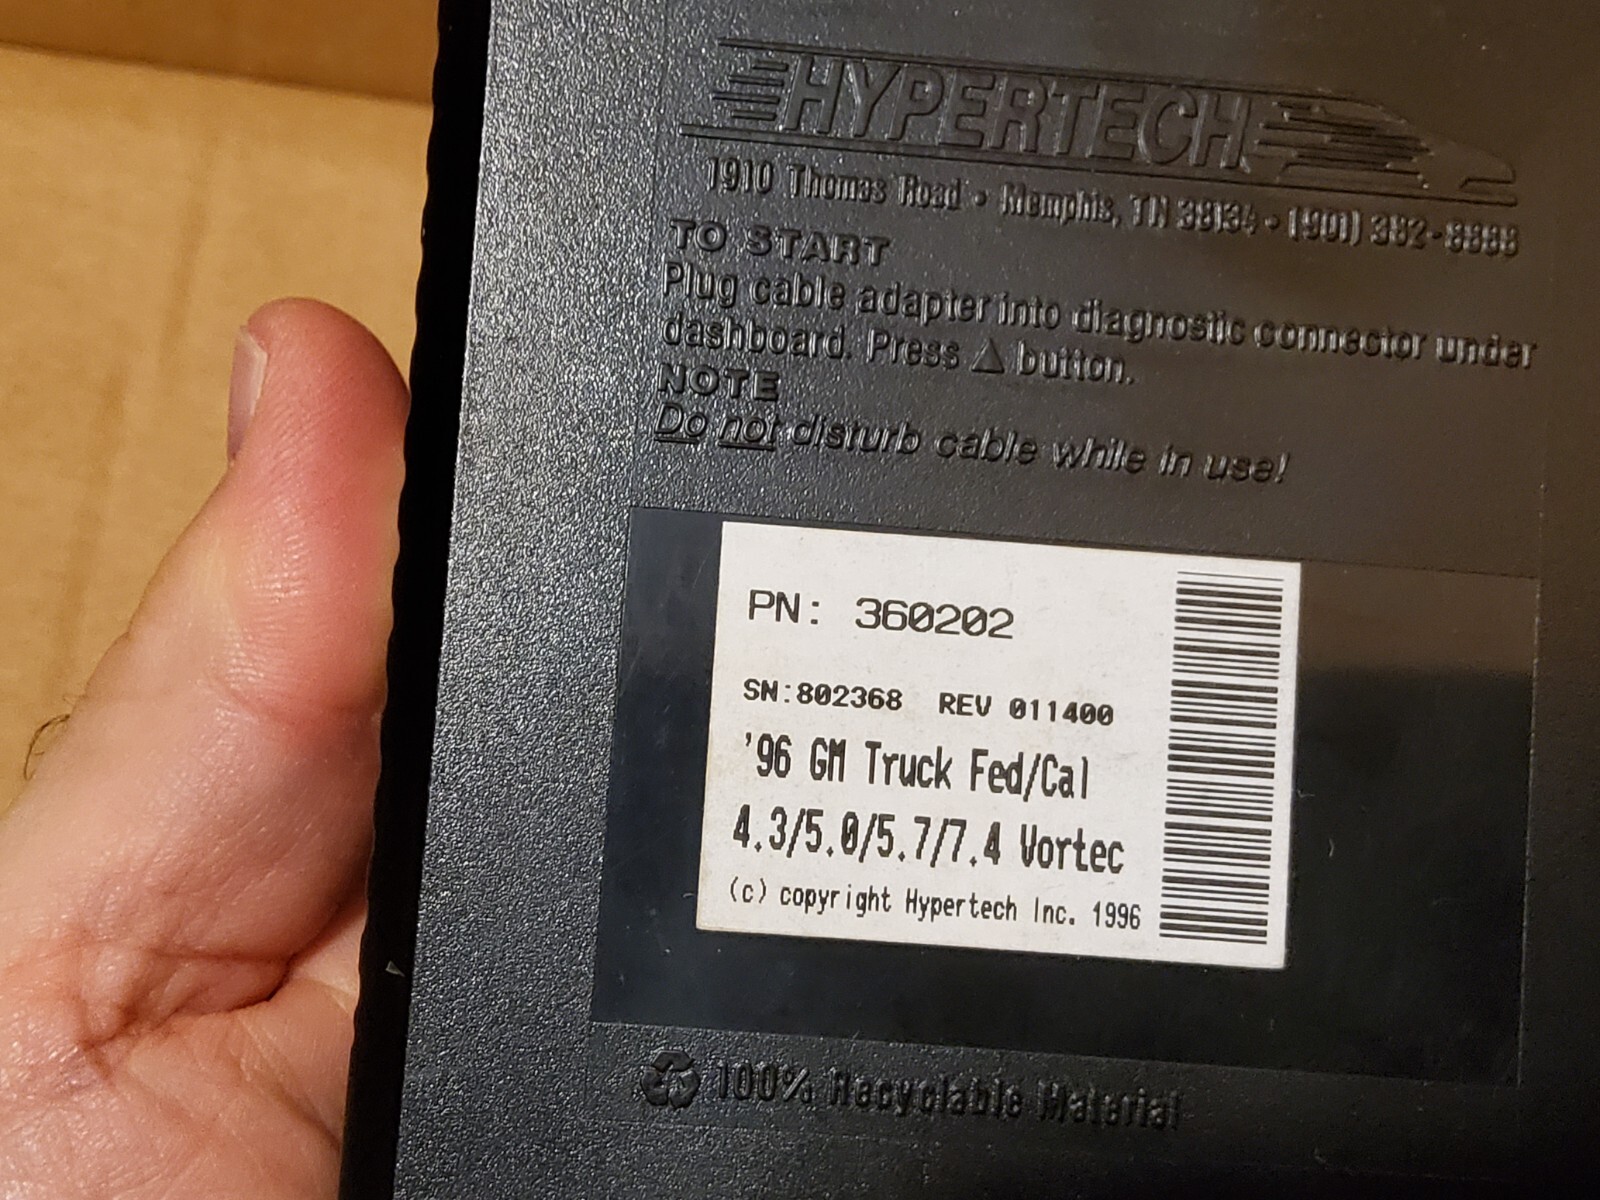 HYPERTECH
1910 Thomas Road • Memphis, TN 38134 • (901) 382-8888
TO START
Plug cable adapter into diagnostic connector under
dashboard. Press △ button.
NOTE
Do not disturb cable while in use!
PN: 360202
SN:802368 REV 011400
'96 GM Truck Fed/Cal
4.3/5.0/5.7/7.4 Vortec
(c) copyright Hypertech Inc. 1996
100% Recyclable Material